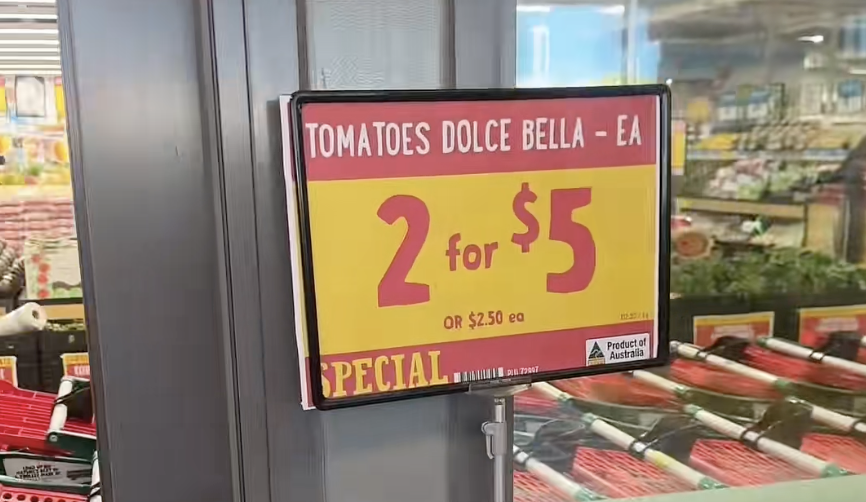 TOMATOES DOLCE BELLA - EA
2 for $5
OR $2.50 ea
SPECIAL
Product of
Australia